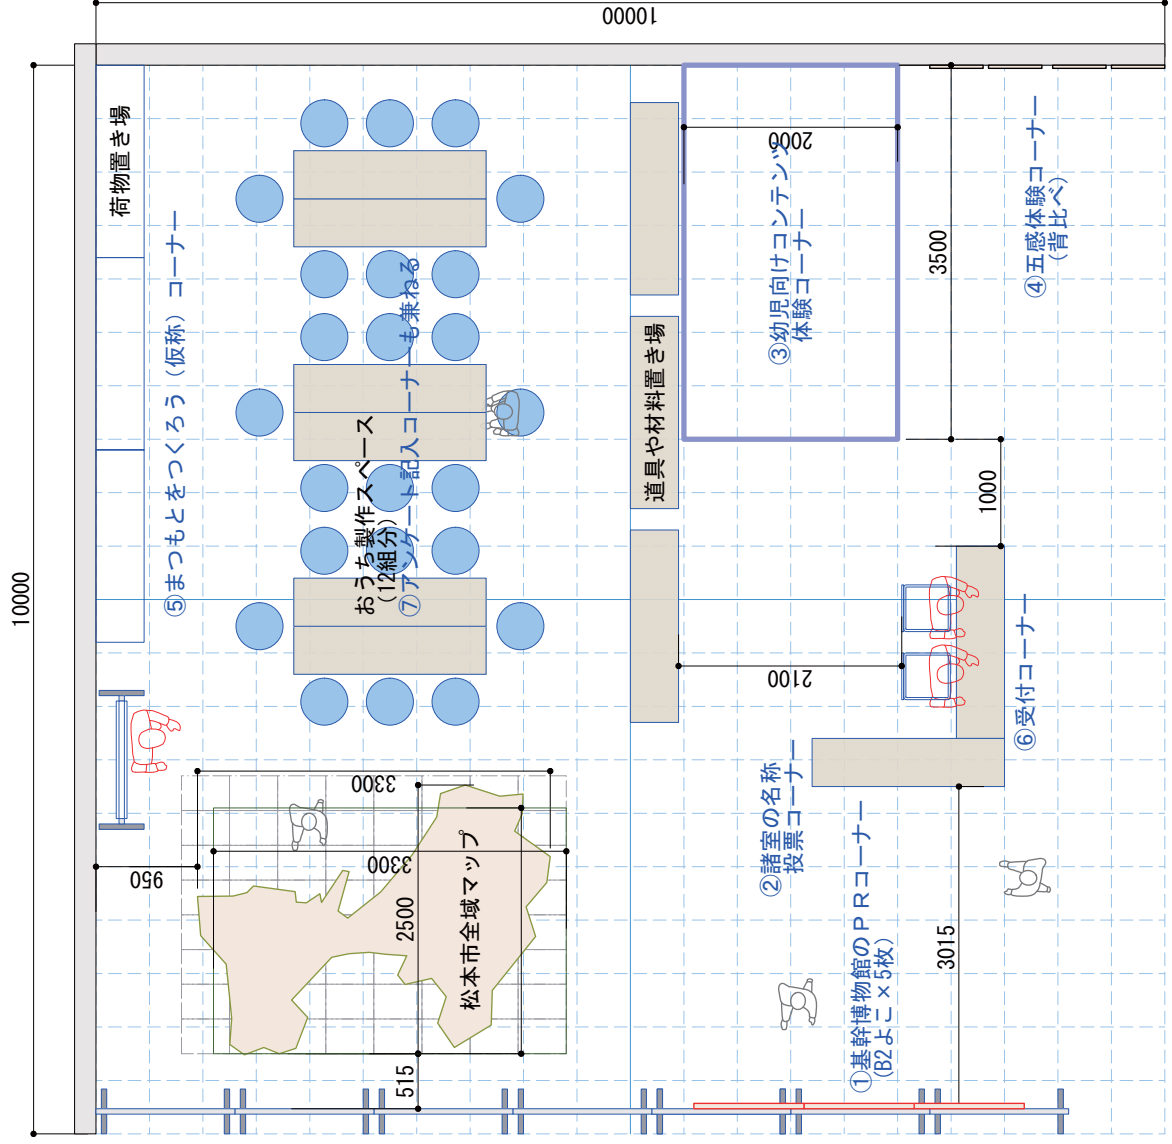 10000
10000
荷物置き場
⑤まつもとをつくろう（仮称）コーナー
おうち製作スペース
（12組分）
⑦アンケート記入コーナーも兼ねる
道具や材料置き場
2000
③幼児向けコンテンツ
体験コーナー
3500
④五感体験コーナー
（背比べ）
1000
2100
⑥受付コーナー
②諸室の名称
投票コーナー
①基幹博物館のＰＲコーナー
(B2よこ×5枚)
3015
950
3300
3300
2500
松本市全域マップ
515